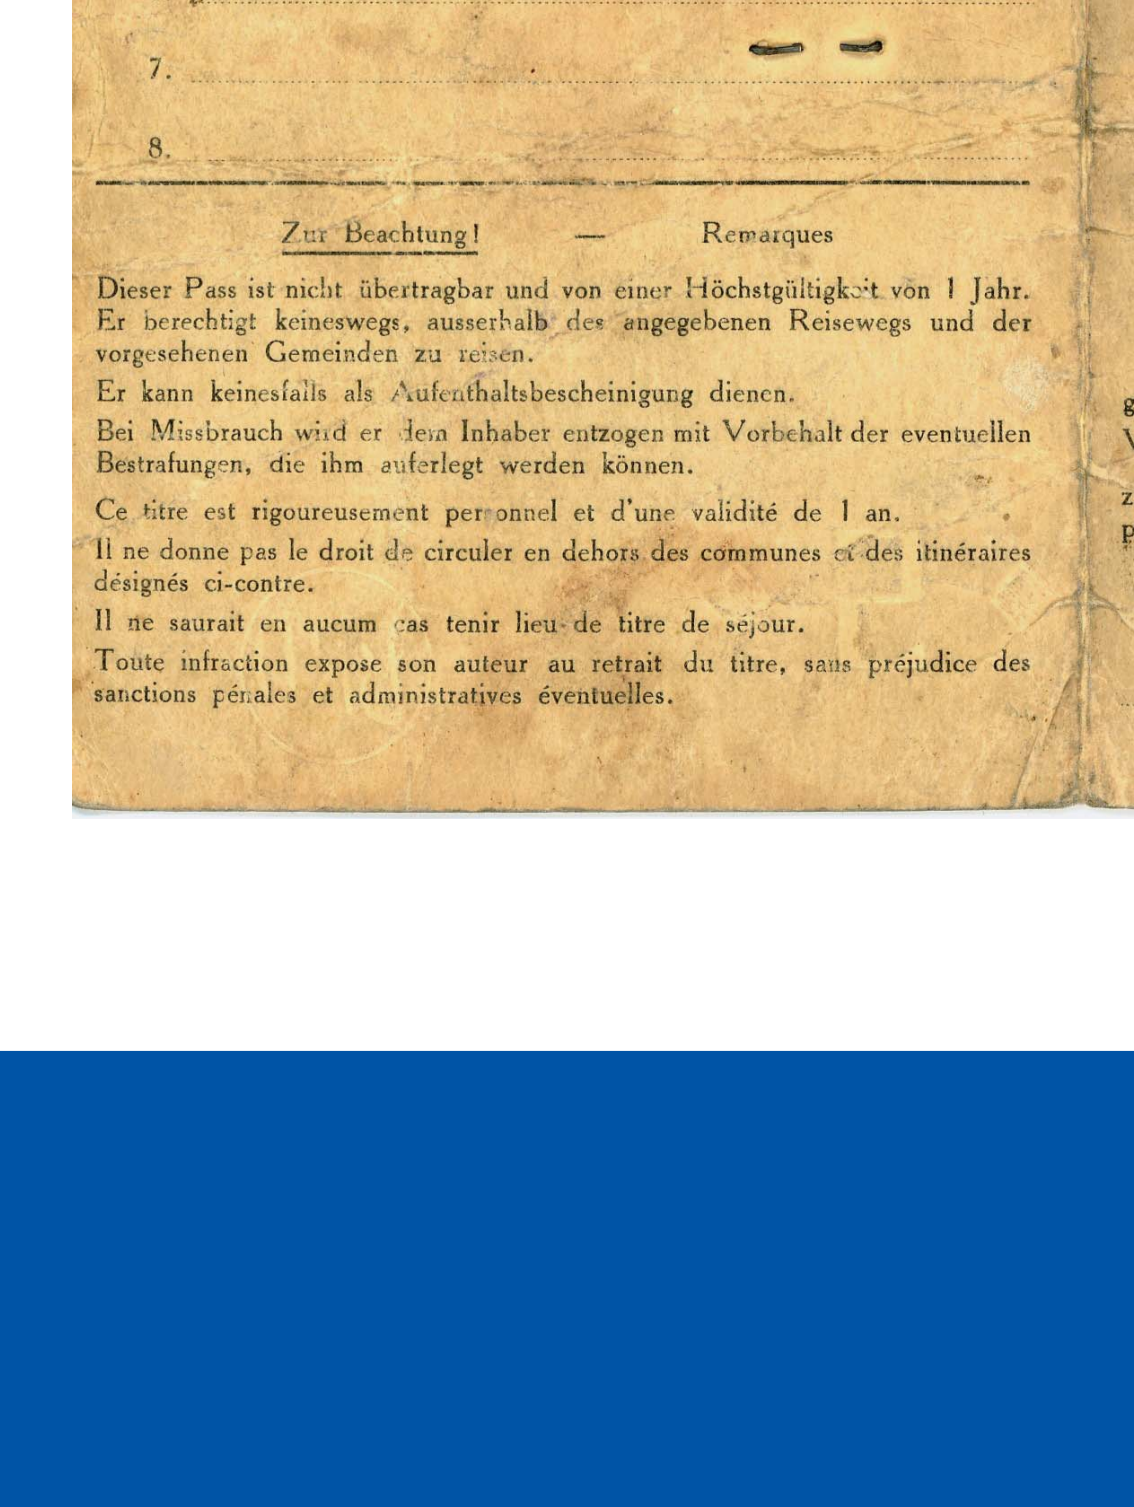 7.
8.
Zur Beachtung! — Remarques
Dieser Pass ist nicht übertragbar und von einer Höchstgültigkeit von 1 Jahr.
Er berechtigt keineswegs, ausserhalb des angegebenen Reisewegs und der
vorgesehenen Gemeinden zu reisen.
Er kann keinesfalls als Aufenthaltsbescheinigung dienen.
Bei Missbrauch wird er dem Inhaber entzogen mit Vorbehalt der eventuellen
Bestrafungen, die ihm auferlegt werden können.
Ce titre est rigoureusement personnel et d'une validité de 1 an.
Il ne donne pas le droit de circuler en dehors des communes et des itinéraires
désignés ci-contre.
Il ne saurait en aucum cas tenir lieu de titre de séjour.
Toute infraction expose son auteur au retrait du titre, sans préjudice des
sanctions pénales et administratives éventuelles.